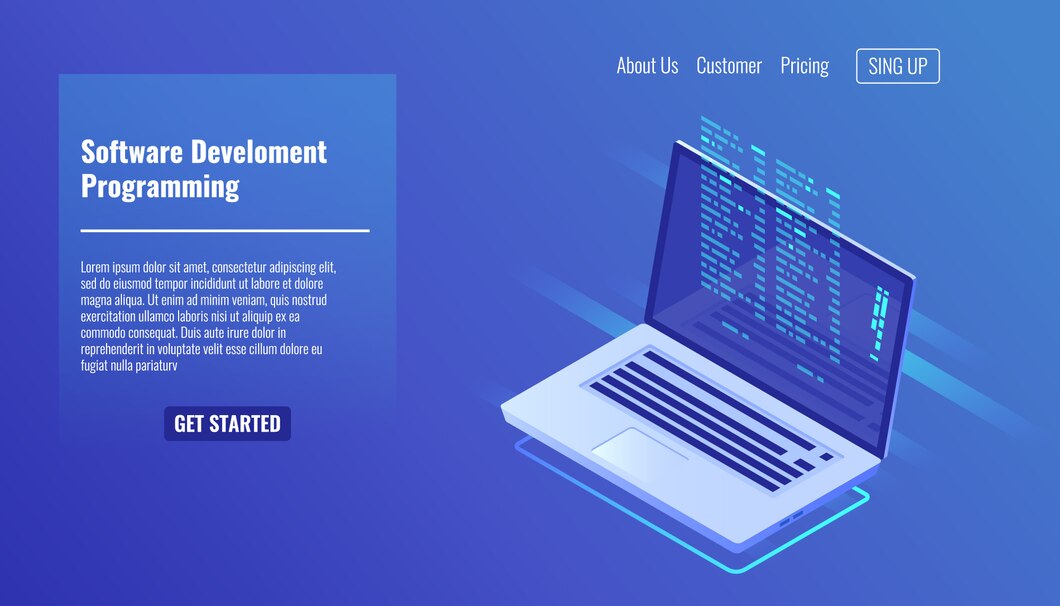 About Us Customer Pricing SING UP
Software Develoment
Programming
Lorem ipsum dolor sit amet, consectetur adipiscing elit,
sed do eiusmod tempor incididunt ut labore et dolore
magna aliqua. Ut enim ad minim veniam, quis nostrud
exercitation ullamco laboris nisi ut aliquip ex ea
commodo consequat. Duis aute irure dolor in
reprehenderit in voluptate velit esse cillum dolore eu
fugiat nulla pariaturv
GET STARTED